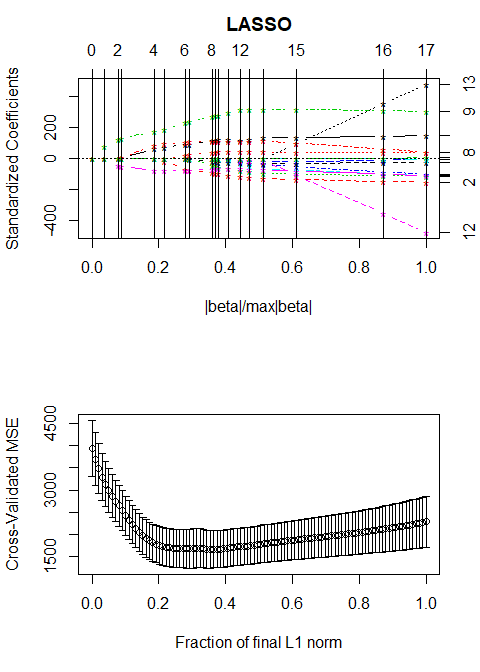 LASSO
0 2 4 6 8 12 15 16 17
Standardized Coefficients
200
0
-400
13
9
8
2
12
0.0 0.2 0.4 0.6 0.8 1.0
|beta|/max|beta|
Cross-Validated MSE
4500
3000
1500
0.0 0.2 0.4 0.6 0.8 1.0
Fraction of final L1 norm